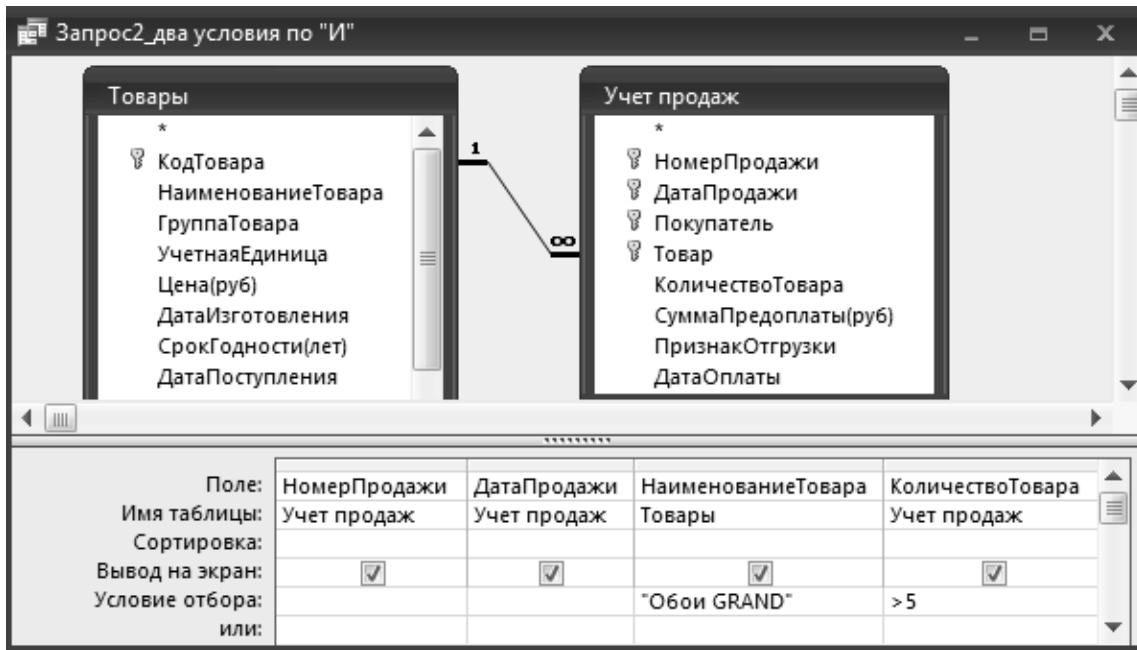 Запрос2_два условия по "И"
Товары
*
КодТовара
НаименованиеТовара
ГруппаТовара
УчетнаяЕдиница
Цена(руб)
ДатаИзготовления
СрокГодности(лет)
ДатаПоступления
1
∞
Учет продаж
*
НомерПродажи
ДатаПродажи
Покупатель
Товар
КоличествоТовара
СуммаПредоплаты(руб)
ПризнакОтгрузки
ДатаОплаты
Поле: НомерПродажи ДатаПродажи НаименованиеТовара КоличествоТовара
Имя таблицы: Учет продаж Учет продаж Товары Учет продаж
Сортировка:
Вывод на экран:
Условие отбора: "Обои GRAND" >5
или: